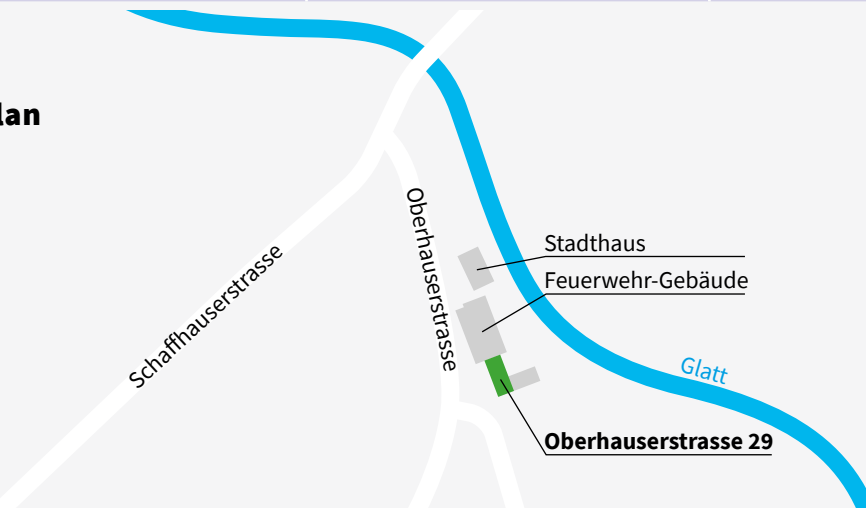 lan
Oberhauserstrasse
Schaffhauserstrasse
Stadthaus
Feuerwehr-Gebäude
Glatt
Oberhauserstrasse 29